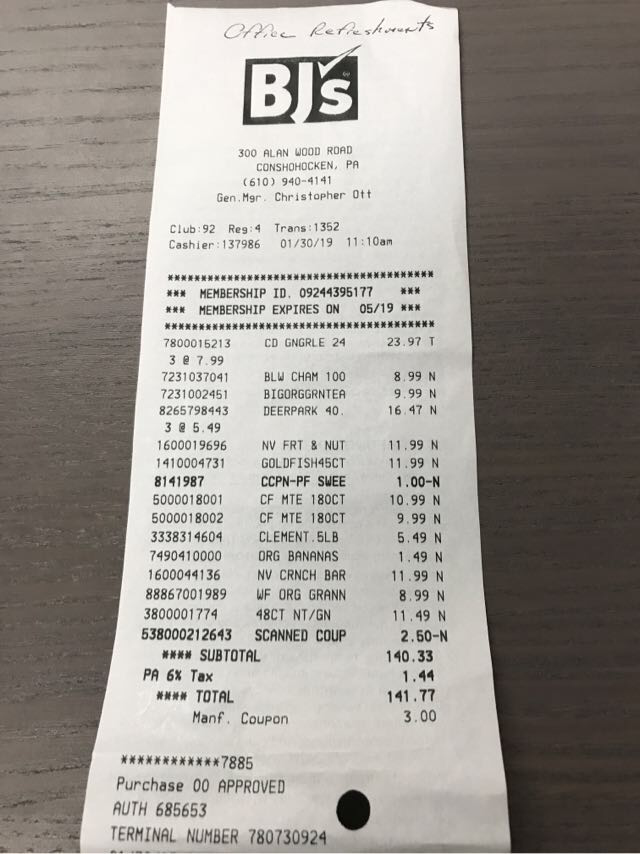 Office Refreshments
BJ's
300 ALAN WOOD ROAD
CONSHOHOCKEN, PA
(610) 940-4141
Gen.Mgr. Christopher Ott
Club:92 Reg:4 Trans:1352
Cashier:137986 01/30/19 11:10am
****************************************
*** MEMBERSHIP ID. 09244395177 ***
*** MEMBERSHIP EXPIRES ON 05/19 ***
****************************************
7800015213 CD GNGRLE 24 23.97 T
3 @ 7.99
7231037041 BLW CHAM 100 8.99 N
7231002451 BIGORGGRNTEA 9.99 N
8265798443 DEERPARK 40. 16.47 N
3 @ 5.49
1600019696 NV FRT & NUT 11.99 N
1410004731 GOLDFISH45CT 11.99 N
8141987 CCPN-PF SWEE 1.00-N
5000018001 CF MTE 180CT 10.99 N
5000018002 CF MTE 180CT 9.99 N
3338314604 CLEMENT.5LB 5.49 N
7490410000 ORG BANANAS 1.49 N
1600044136 NV CRNCH BAR 11.99 N
88867001989 WF ORG GRANN 8.99 N
3800001774 48CT NT/GN 11.49 N
538000212643 SCANNED COUP 2.50-N
**** SUBTOTAL 140.33
PA 6% Tax 1.44
**** TOTAL 141.77
Manf. Coupon 3.00
************7885
Purchase 00 APPROVED
AUTH 685653
TERMINAL NUMBER 780730924